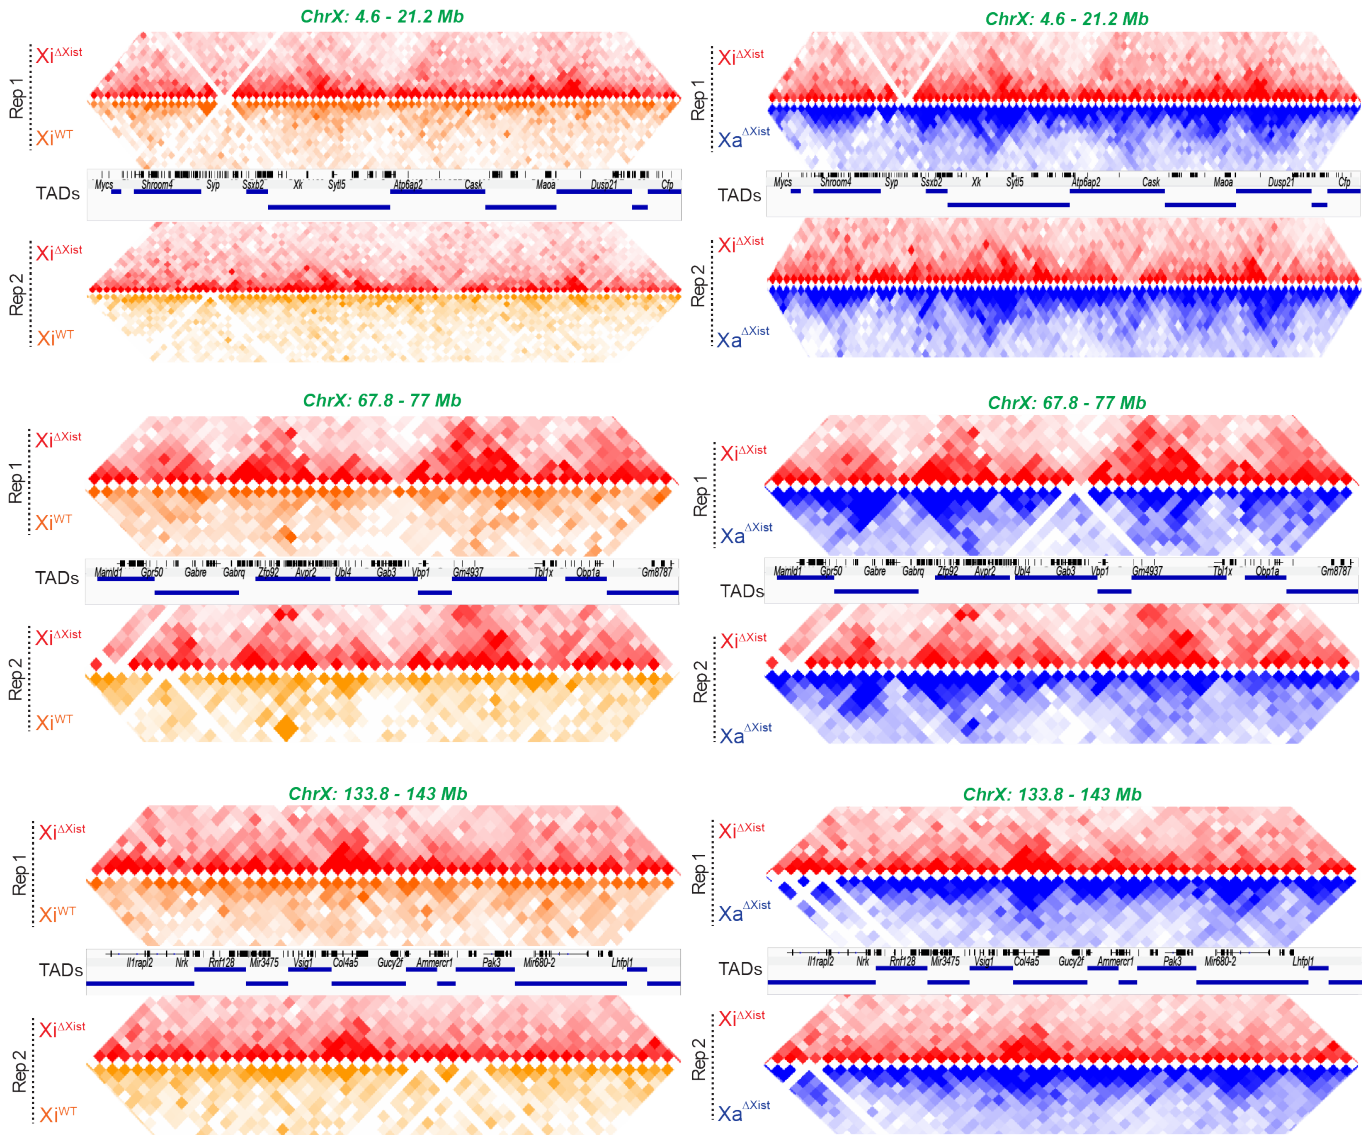 ChrX: 4.6 - 21.2 Mb
Rep 1
XiΔXist
XiWT
TADs
Mycs Shroom4 Syp Ssxb2 Xk Sytl5 Atp6ap2 Cask Maoa Dusp21 Cfp
Rep 2
XiΔXist
XiWT
ChrX: 4.6 - 21.2 Mb
Rep 1
XiΔXist
XaΔXist
TADs
Mycs Shroom4 Syp Ssxb2 Xk Sytl5 Atp6ap2 Cask Maoa Dusp21 Cfp
Rep 2
XiΔXist
XaΔXist
ChrX: 67.8 - 77 Mb
Rep 1
XiΔXist
XiWT
TADs
Mamld1 Gpr50 Gabre Gabrq Zfp92 Avpr2 Ubl4 Gab3 Vbp1 Gm4937 Tbl1x Obp1a Gm8787
Rep 2
XiΔXist
XiWT
ChrX: 67.8 - 77 Mb
Rep 1
XiΔXist
XaΔXist
TADs
Mamld1 Gpr50 Gabre Gabrq Zfp92 Avpr2 Ubl4 Gab3 Vbp1 Gm4937 Tbl1x Obp1a Gm8787
Rep 2
XiΔXist
XaΔXist
ChrX: 133.8 - 143 Mb
Rep 1
XiΔXist
XiWT
TADs
Il1rapl2 Nrk Rnf128 Mir3475 Vsig1 Col4a5 Gucy2f Ammercr1 Pak3 Mir680-2 Lhfpl1
Rep 2
XiΔXist
XiWT
ChrX: 133.8 - 143 Mb
Rep 1
XiΔXist
XaΔXist
TADs
Il1rapl2 Nrk Rnf128 Mir3475 Vsig1 Col4a5 Gucy2f Ammercr1 Pak3 Mir680-2 Lhfpl1
Rep 2
XiΔXist
XaΔXist